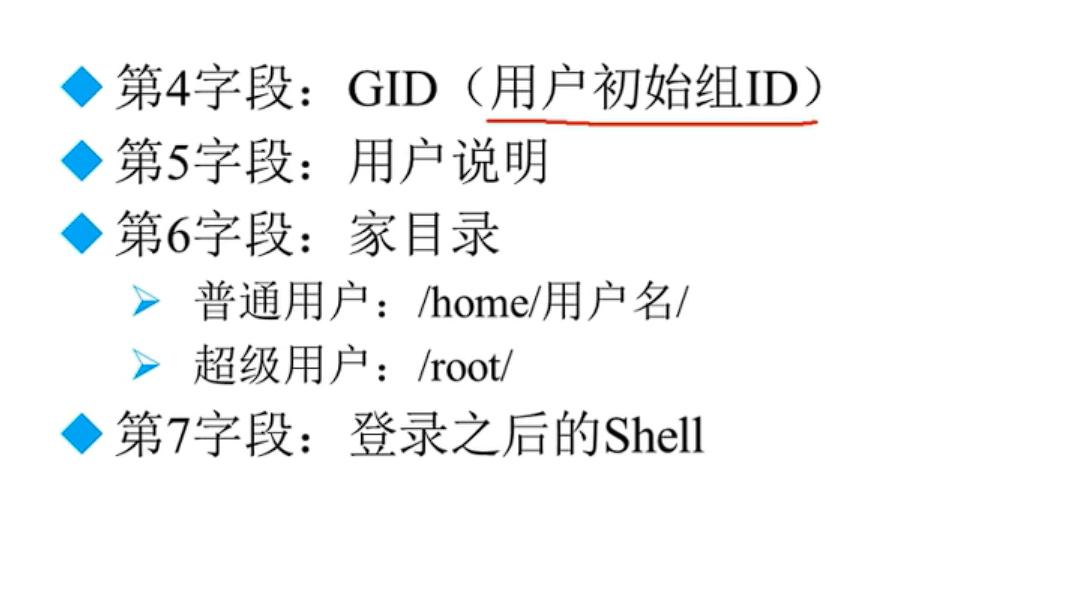 第4字段：GID（用户初始组ID）
第5字段：用户说明
第6字段：家目录
普通用户：/home/用户名/
超级用户：/root/
第7字段：登录之后的Shell